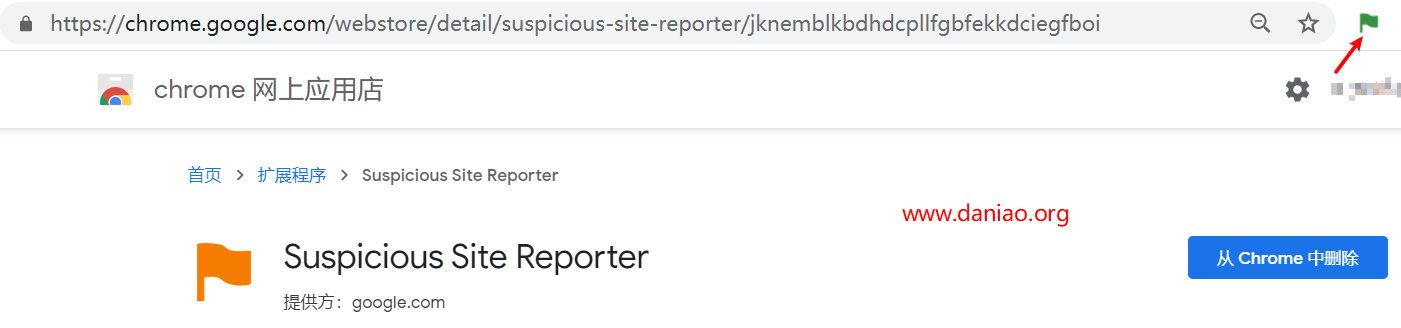 https://chrome.google.com/webstore/detail/suspicious-site-reporter/jknemblkbdhdcpllfgbfekkdciegfboi
chrome 网上应用店
首页 > 扩展程序 > Suspicious Site Reporter
www.daniao.org
Suspicious Site Reporter
从 Chrome 中删除
提供方：google.com